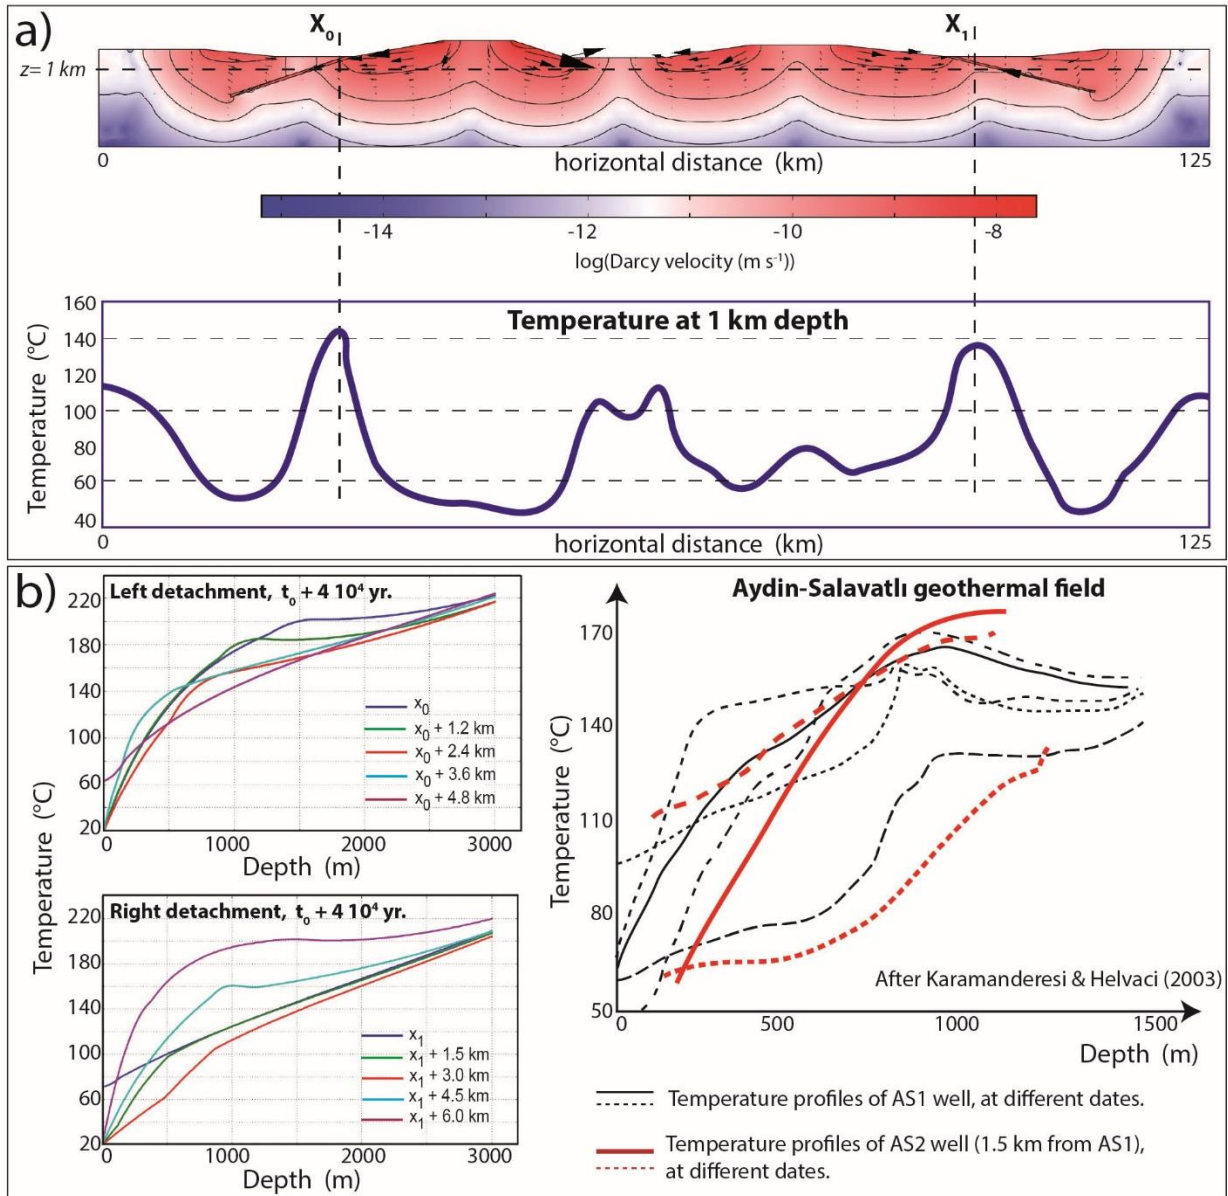 a)
X0
X1
z= 1 km
0
horizontal distance (km)
125
-14
-12
-10
-8
log(Darcy velocity (m s⁻¹))
Temperature at 1 km depth
Temperature (°C)
160
140
120
100
80
60
40
0
horizontal distance (km)
125
b)
Left detachment, t0 + 4 10⁴ yr.
220
180
140
100
60
20
x0
x0 + 1.2 km
x0 + 2.4 km
x0 + 3.6 km
x0 + 4.8 km
0
1000
2000
3000
Depth (m)
Temperature (°C)
Right detachment, t0 + 4 10⁴ yr.
220
180
140
100
60
20
x1
x1 + 1.5 km
x1 + 3.0 km
x1 + 4.5 km
x1 + 6.0 km
0
1000
2000
3000
Depth (m)
Aydin-Salavatlı geothermal field
Temperature (°C)
170
140
110
80
50
After Karamanderesi & Helvaci (2003)
0
500
1000
1500
Depth (m)
Temperature profiles of AS1 well, at different dates.
Temperature profiles of AS2 well (1.5 km from AS1),
at different dates.